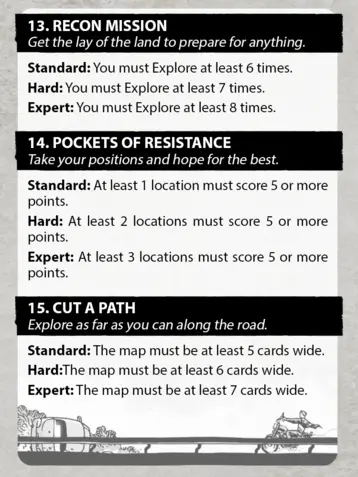 13. RECON MISSION
Get the lay of the land to prepare for anything.
Standard: You must Explore at least 6 times.
Hard: You must Explore at least 7 times.
Expert: You must Explore at least 8 times.
14. POCKETS OF RESISTANCE
Take your positions and hope for the best.
Standard: At least 1 location must score 5 or more
points.
Hard: At least 2 locations must score 5 or more
points.
Expert: At least 3 locations must score 5 or more
points.
15. CUT A PATH
Explore as far as you can along the road.
Standard: The map must be at least 5 cards wide.
Hard:The map must be at least 6 cards wide.
Expert: The map must be at least 7 cards wide.